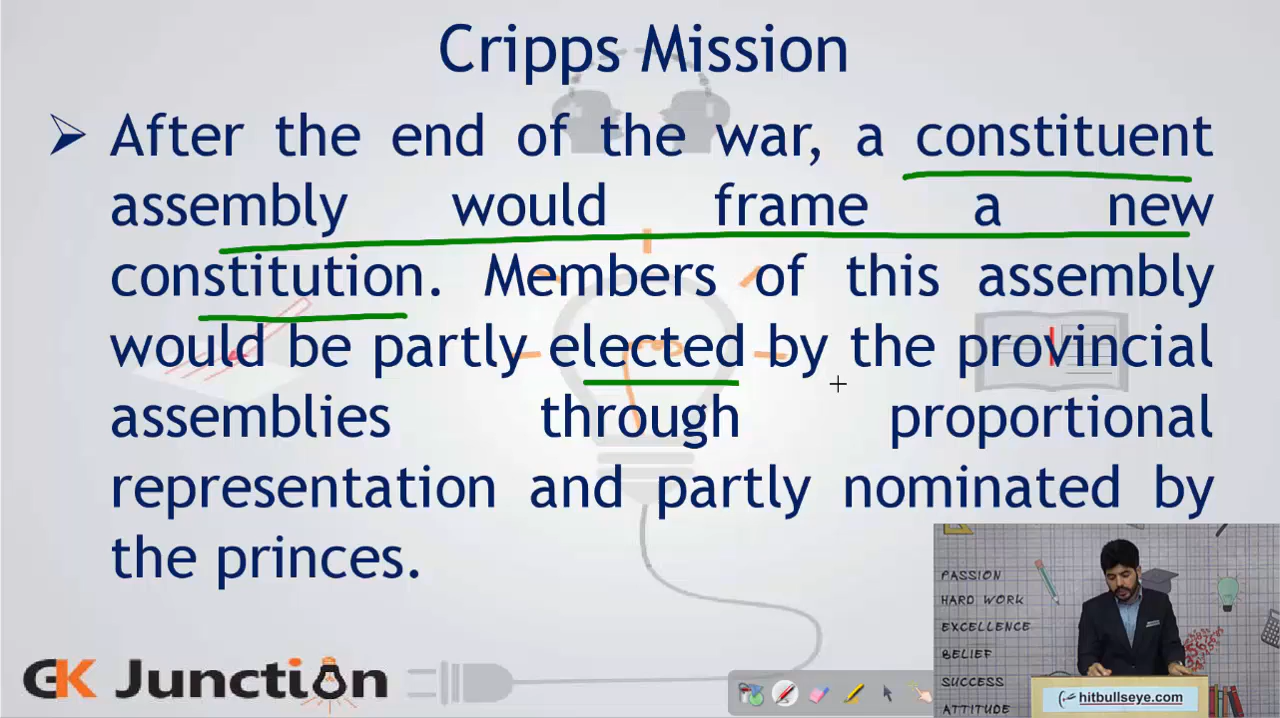 Cripps Mission
➢ After the end of the war, a constituent
assembly would frame a new
constitution. Members of this assembly
would be partly elected by the provincial
assemblies through proportional
representation and partly nominated by
the princes.
PASSION
HARD WORK
EXCELLENCE
BELIEF
SUCCESS
ATTITUDE
hitbullseye.com
GK Junction